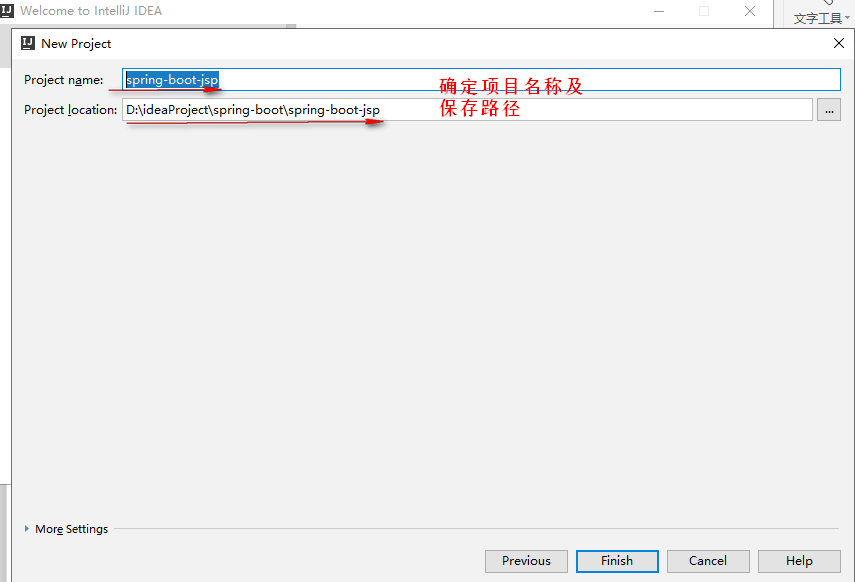 Welcome to IntelliJ IDEA
文字工具
New Project
Project name: spring-boot-jsp
确定项目名称及
Project location: D:\ideaProject\spring-boot\spring-boot-jsp ...
保存路径
More Settings
Previous Finish Cancel Help